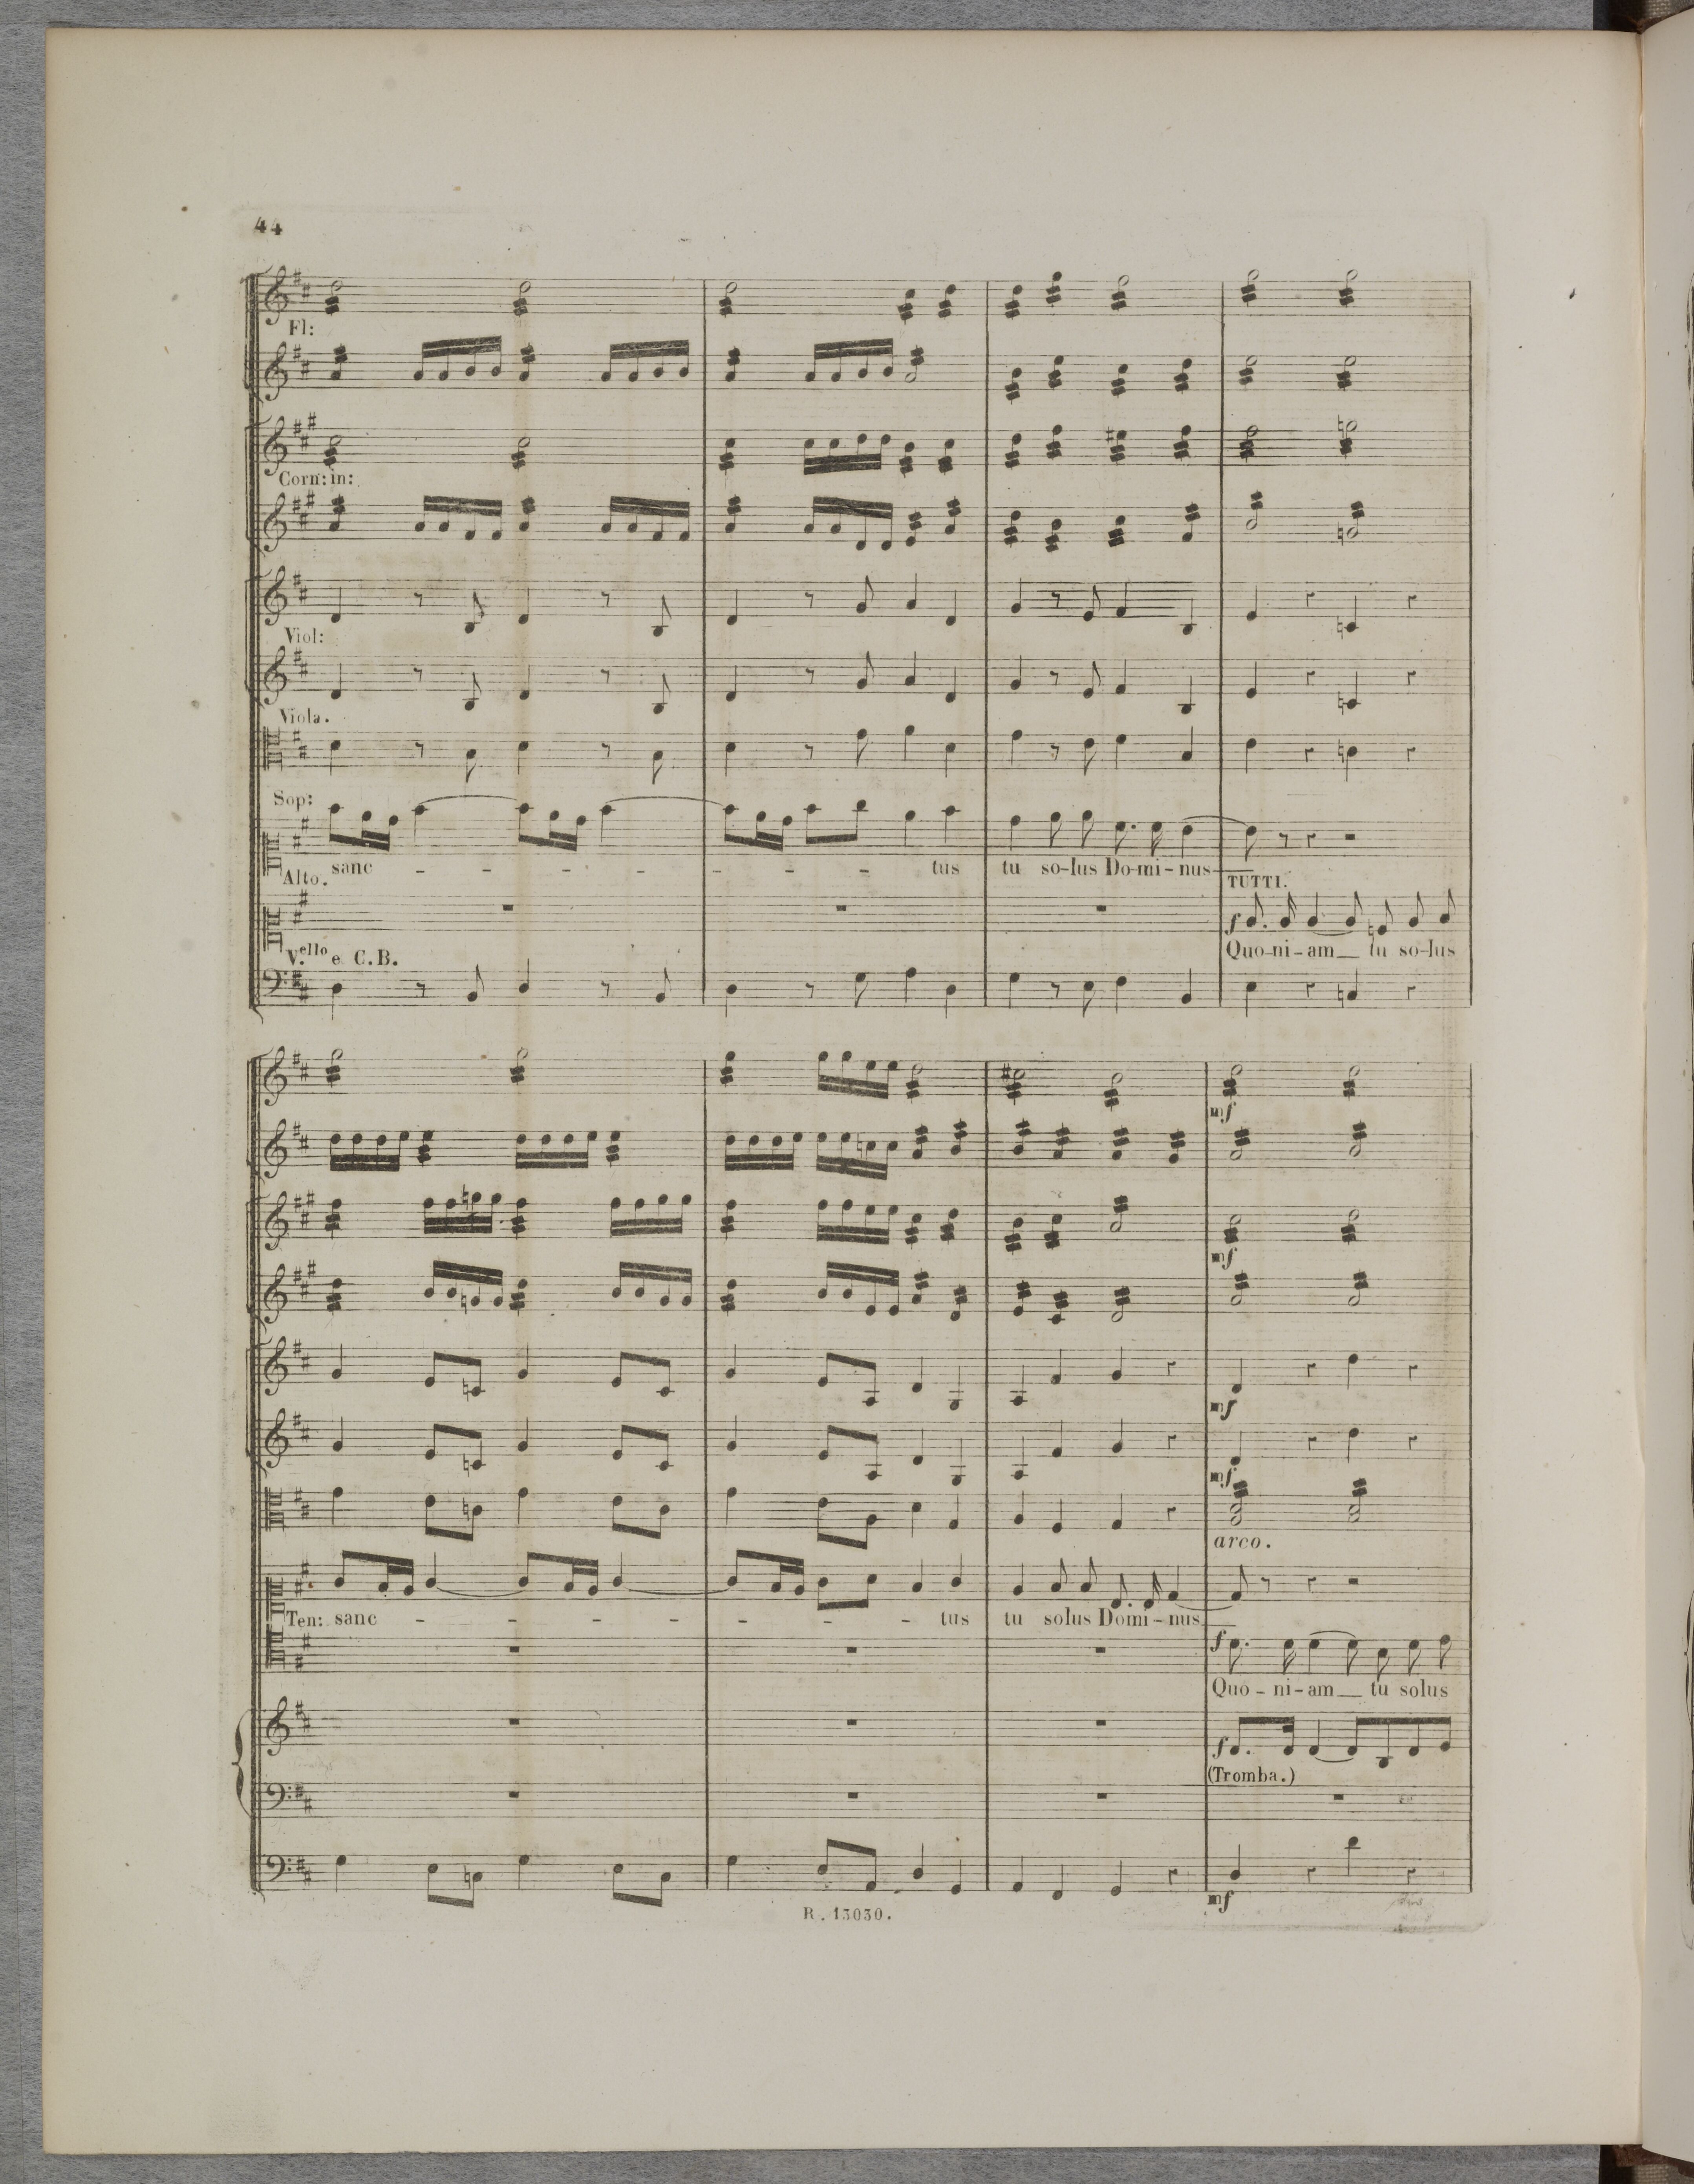 44
Fl:
Corn: in:
Viol:
Viola.
Sop:
sanc - - - - - - - tus tu so-lus Do-mi-nus
Alto.
TUTTI.
f
Quo-ni-am tu so-lus
V.ello e C.B.
mf
mf
mf
mf
arco.
sanc - - - - - - - tus tu solus Domi-nus
Ten:
f
Quo-ni-am tu solus
f
(Tromba.)
mf
R. 13030.